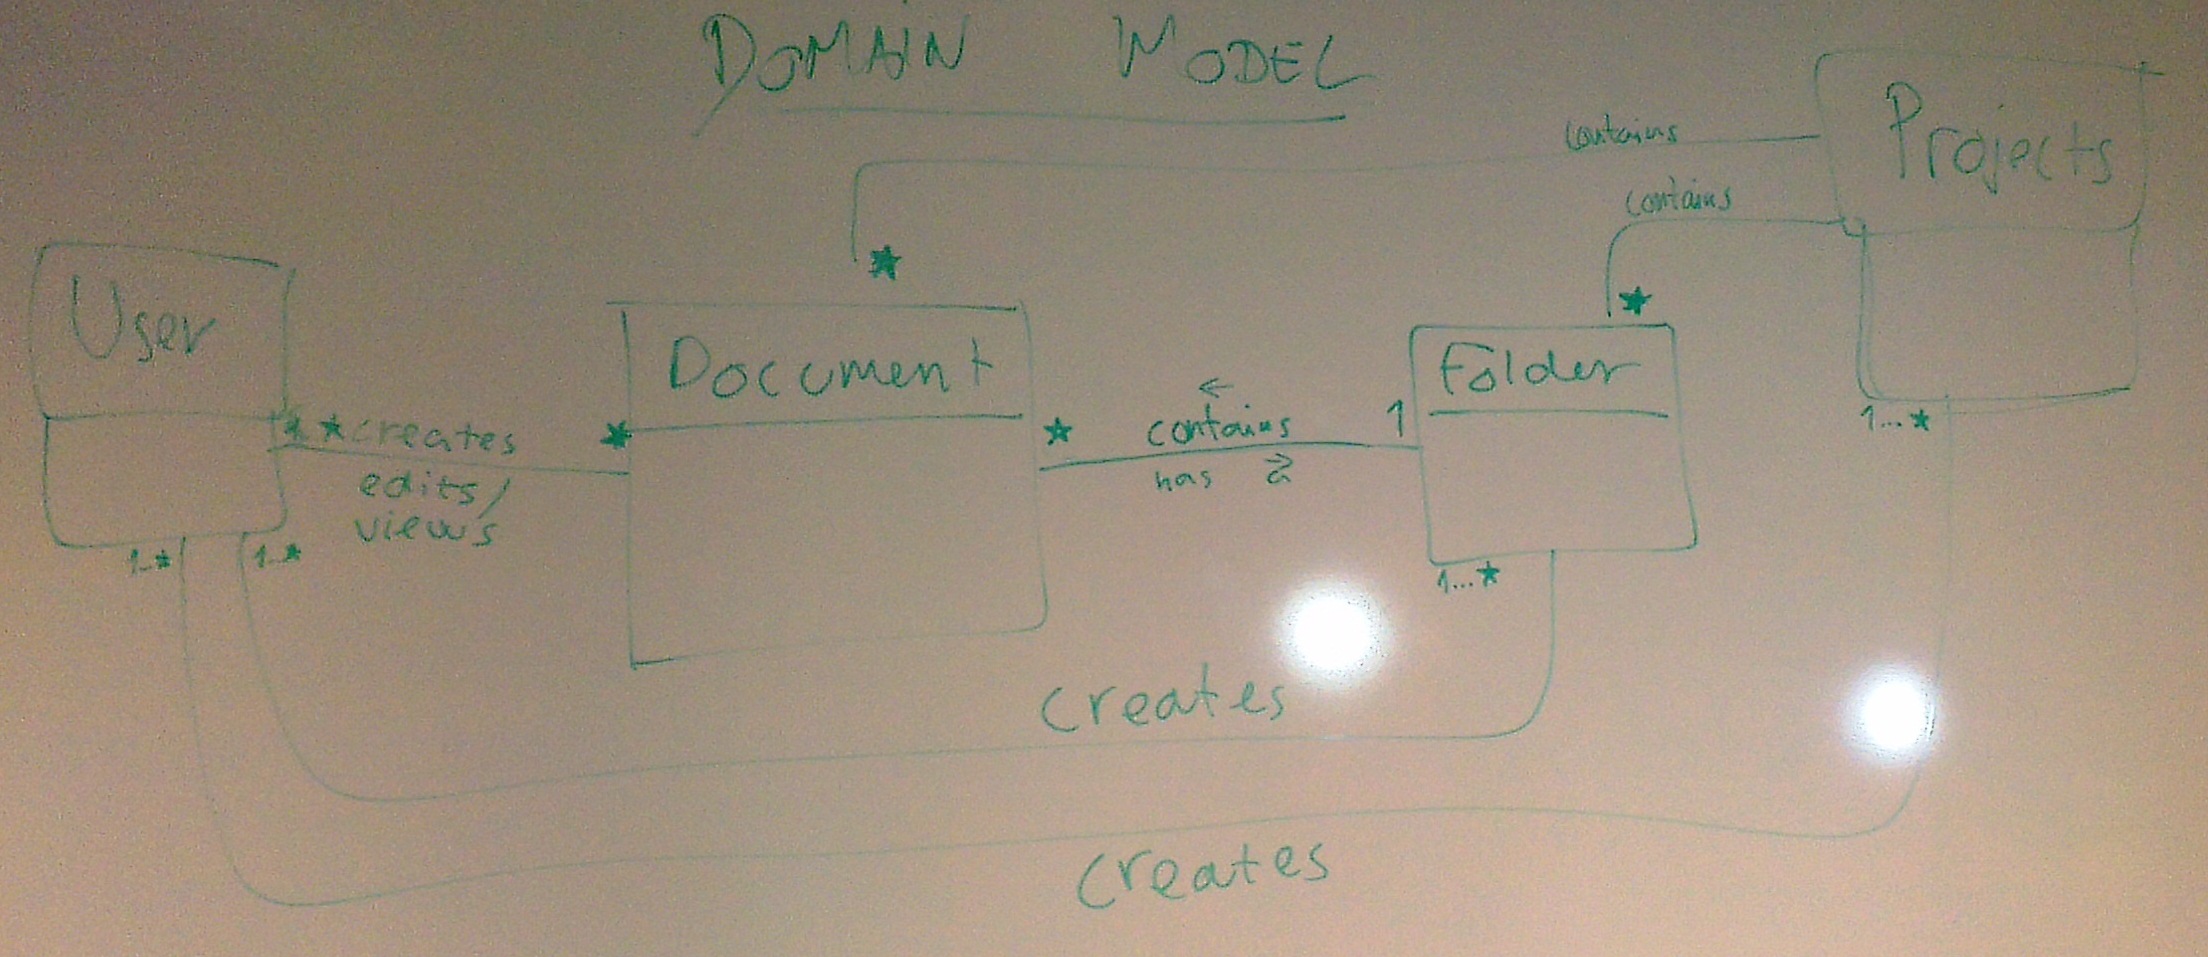 DOMAIN MODEL
contains
Projects
contains
★
★
User
Document
Folder
★ creates
★
★
←
contains
1
1...★
edits/
views
has →
1..★
1..★
1...★
creates
creates